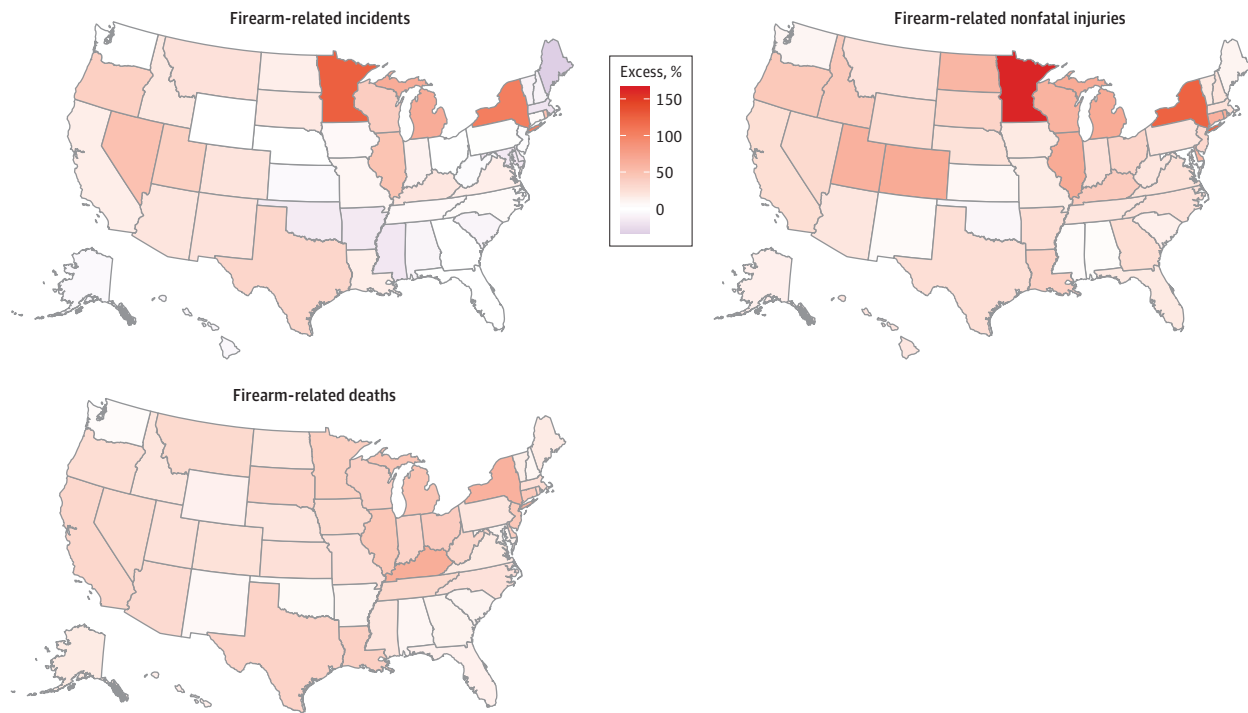 Firearm-related incidents
Firearm-related nonfatal injuries
Excess, %
150
100
50
0
Firearm-related deaths